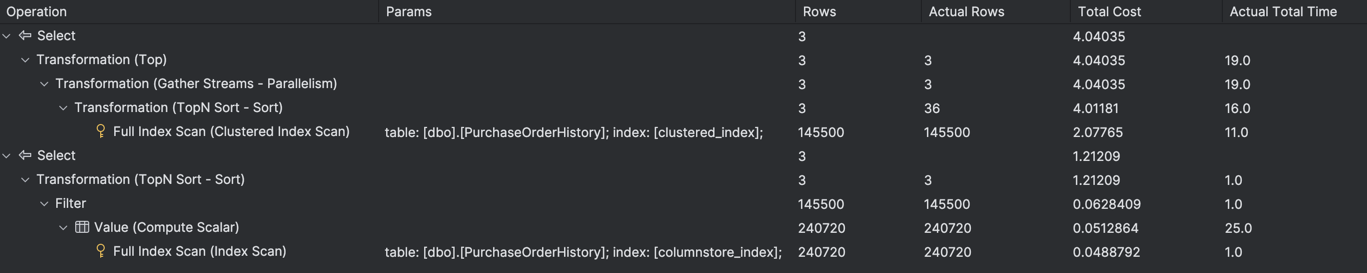 Operation Params Rows Actual Rows Total Cost Actual Total Time
Select 3 4.04035
Transformation (Top) 3 3 4.04035 19.0
Transformation (Gather Streams - Parallelism) 3 3 4.04035 19.0
Transformation (TopN Sort - Sort) 3 36 4.01181 16.0
Full Index Scan (Clustered Index Scan) table: [dbo].[PurchaseOrderHistory]; index: [clustered_index]; 145500 145500 2.07765 11.0
Select 3 1.21209
Transformation (TopN Sort - Sort) 3 3 1.21209 1.0
Filter 145500 145500 0.0628409 1.0
Value (Compute Scalar) 240720 240720 0.0512864 25.0
Full Index Scan (Index Scan) table: [dbo].[PurchaseOrderHistory]; index: [columnstore_index]; 240720 240720 0.0488792 1.0